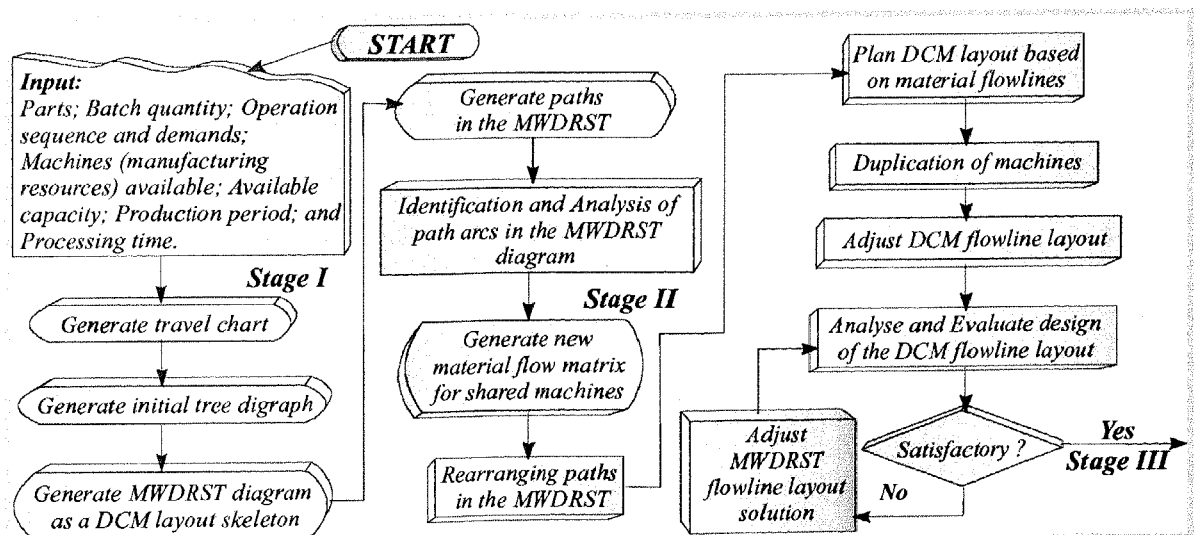 START
Input:
Parts; Batch quantity; Operation
sequence and demands;
Machines (manufacturing
resources) available; Available
capacity; Production period; and
Processing time.
Stage I
Generate travel chart
Generate initial tree digraph
Generate MWDRST diagram
as a DCM layout skeleton
Generate paths
in the MWDRST
Identification and Analysis of
path arcs in the MWDRST
diagram
Stage II
Generate new
material flow matrix
for shared machines
Rearranging paths
in the MWDRST
Plan DCM layout based
on material flowlines
Duplication of machines
Adjust DCM flowline layout
Analyse and Evaluate design
of the DCM flowline layout
Satisfactory ?
Yes
Stage III
No
Adjust
MWDRST
flowline layout
solution